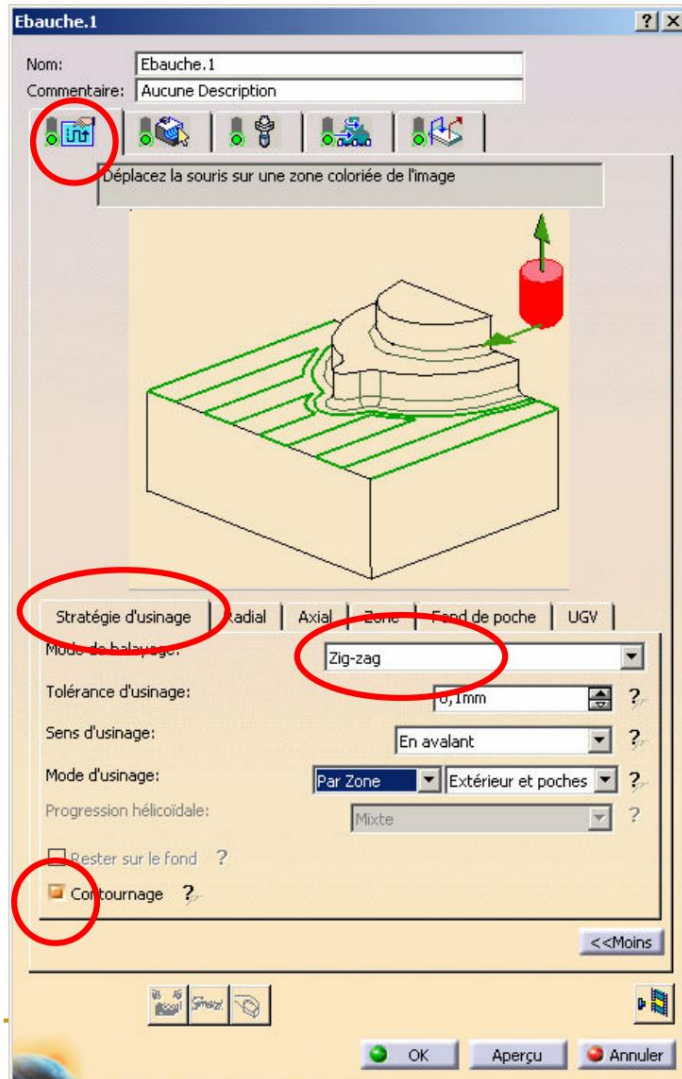 Ebauche.1
Nom: Ebauche.1
Commentaire: Aucune Description
Déplacez la souris sur une zone coloriée de l'image
Stratégie d'usinage Radial Axial Zone Fond de poche UGV
Mode de balayage: Zig-zag
Tolérance d'usinage: 0,1mm ?
Sens d'usinage: En avalant ?
Mode d'usinage: Par Zone Extérieur et poches ?
Progression hélicoïdale: Mixte ?
Rester sur le fond ?
Contournage ?
<<Moins
OK Aperçu Annuler